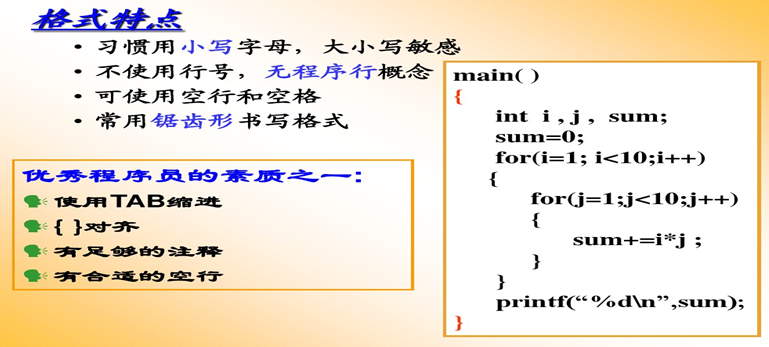 格式特点
• 习惯用小写字母，大小写敏感
• 不使用行号，无程序行概念
• 可使用空行和空格
• 常用锯齿形书写格式
优秀程序员的素质之一：
使用TAB缩进
{ }对齐
有足够的注释
有合适的空行
main( )
{
int i , j , sum;
sum=0;
for(i=1; i<10;i++)
{
for(j=1;j<10;j++)
{
sum+=i*j ;
}
}
printf(“%d\n”,sum);
}